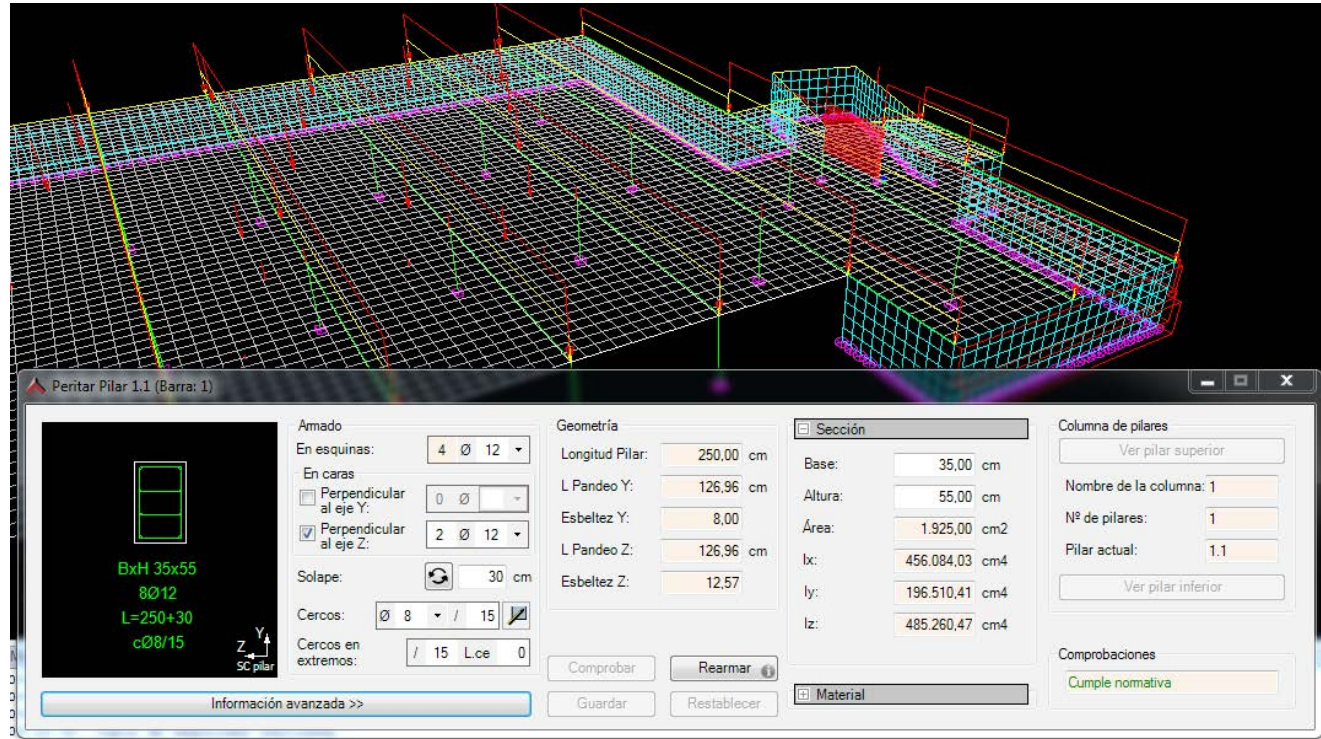 Peritar Pilar 1.1 (Barra: 1)
BxH 35x55
8Ø12
L=250+30
cØ8/15
Y
Z
SC pilar
Armado
En esquinas: 4 Ø 12
En caras
Perpendicular al eje Y: 0 Ø
Perpendicular al eje Z: 2 Ø 12
Solape: 30 cm
Cercos: Ø 8 / 15
Cercos en extremos: / 15 L.ce 0
Información avanzada >>
Geometría
Longitud Pilar: 250,00 cm
L Pandeo Y: 126,96 cm
Esbeltez Y: 8,00
L Pandeo Z: 126,96 cm
Esbeltez Z: 12,57
Comprobar Rearmar
Guardar Restablecer
Sección
Base: 35,00 cm
Altura: 55,00 cm
Área: 1.925,00 cm2
Ix: 456.084,03 cm4
Iy: 196.510,41 cm4
Iz: 485.260,47 cm4
Material
Columna de pilares
Ver pilar superior
Nombre de la columna: 1
Nº de pilares: 1
Pilar actual: 1.1
Ver pilar inferior
Comprobaciones
Cumple normativa